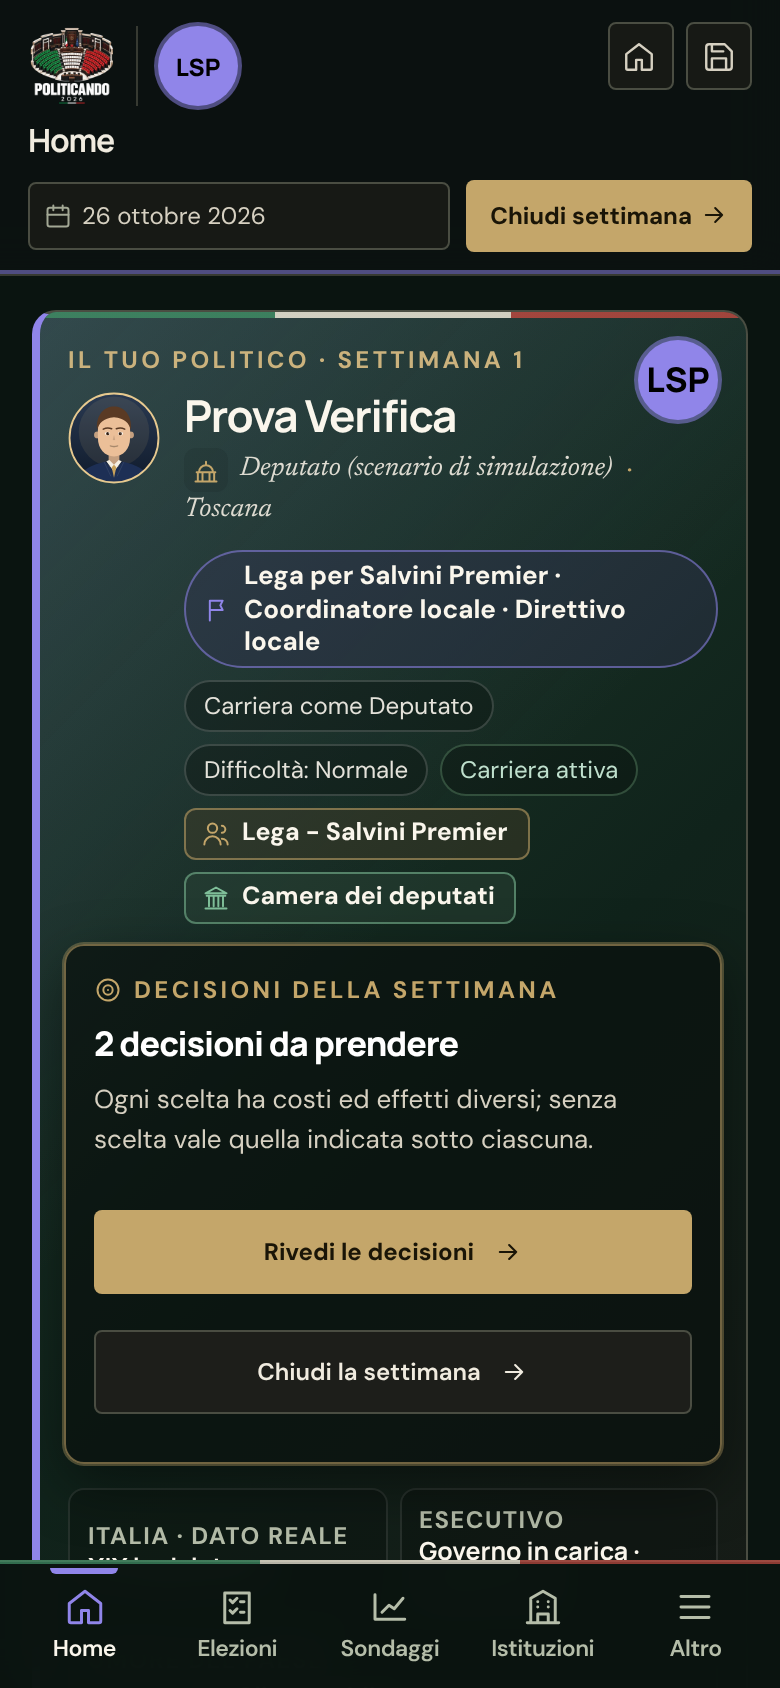 POLITICANDO
2026
LSP
Home
26 ottobre 2026
Chiudi settimana →
IL TUO POLITICO · SETTIMANA 1
LSP
Prova Verifica
Deputato (scenario di simulazione) ·
Toscana
Lega per Salvini Premier ·
Coordinatore locale · Direttivo
locale
Carriera come Deputato
Difficoltà: Normale
Carriera attiva
Lega - Salvini Premier
Camera dei deputati
DECISIONI DELLA SETTIMANA
2 decisioni da prendere
Ogni scelta ha costi ed effetti diversi; senza
scelta vale quella indicata sotto ciascuna.
Rivedi le decisioni →
Chiudi la settimana →
ITALIA · DATO REALE
ESECUTIVO
Governo in carica ·
Home
Elezioni
Sondaggi
Istituzioni
Altro